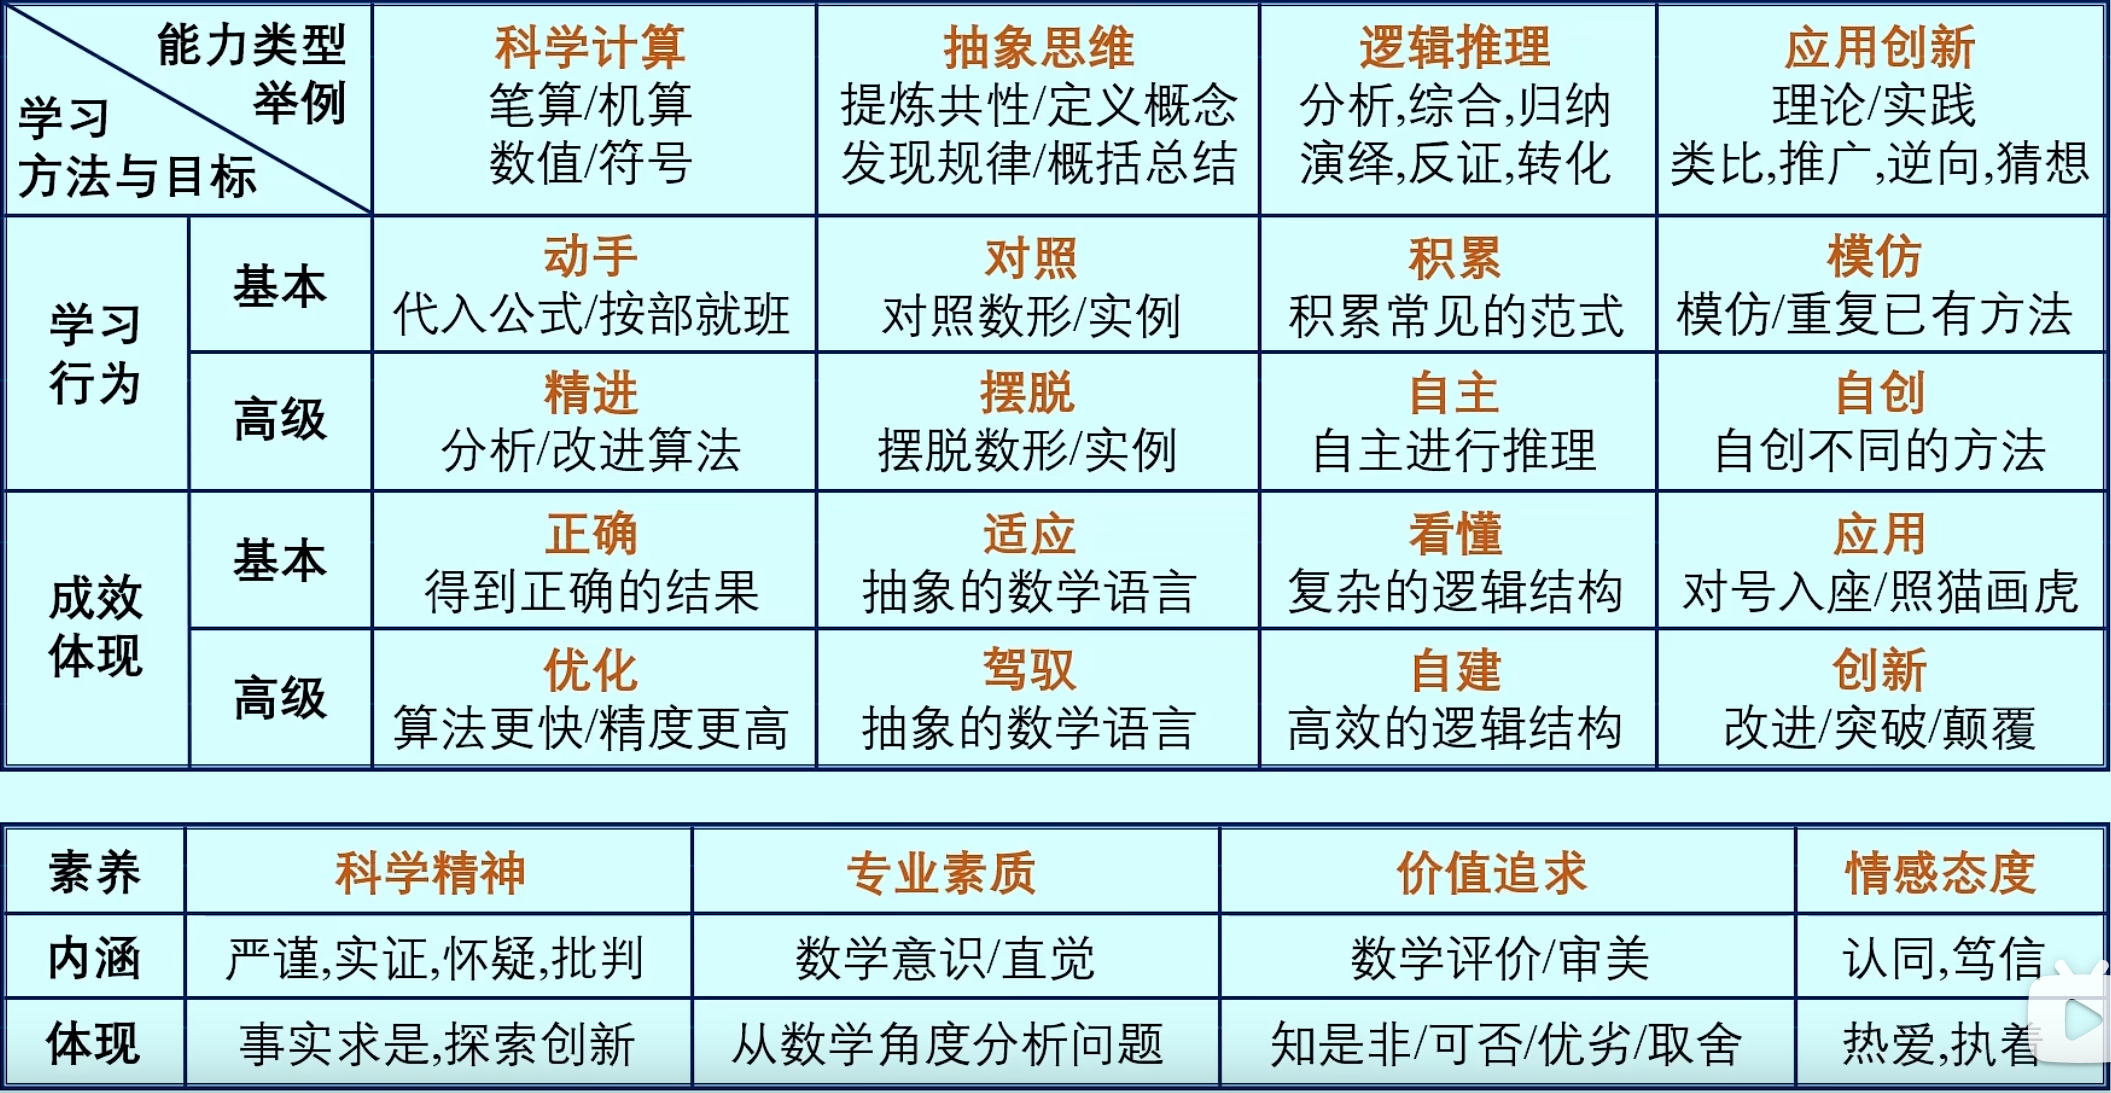 能力类型
举例
学习
方法与目标
科学计算
笔算/机算
数值/符号
抽象思维
提炼共性/定义概念
发现规律/概括总结
逻辑推理
分析,综合,归纳
演绎,反证,转化
应用创新
理论/实践
类比,推广,逆向,猜想
学习
行为
基本
动手
代入公式/按部就班
对照
对照数形/实例
积累
积累常见的范式
模仿
模仿/重复已有方法
高级
精进
分析/改进算法
摆脱
摆脱数形/实例
自主
自主进行推理
自创
自创不同的方法
成效
体现
基本
正确
得到正确的结果
适应
抽象的数学语言
看懂
复杂的逻辑结构
应用
对号入座/照猫画虎
高级
优化
算法更快/精度更高
驾驭
抽象的数学语言
自建
高效的逻辑结构
创新
改进/突破/颠覆
素养
科学精神
专业素质
价值追求
情感态度
内涵
严谨,实证,怀疑,批判
数学意识/直觉
数学评价/审美
认同,笃信
体现
事实求是,探索创新
从数学角度分析问题
知是非/可否/优劣/取舍
热爱,执着